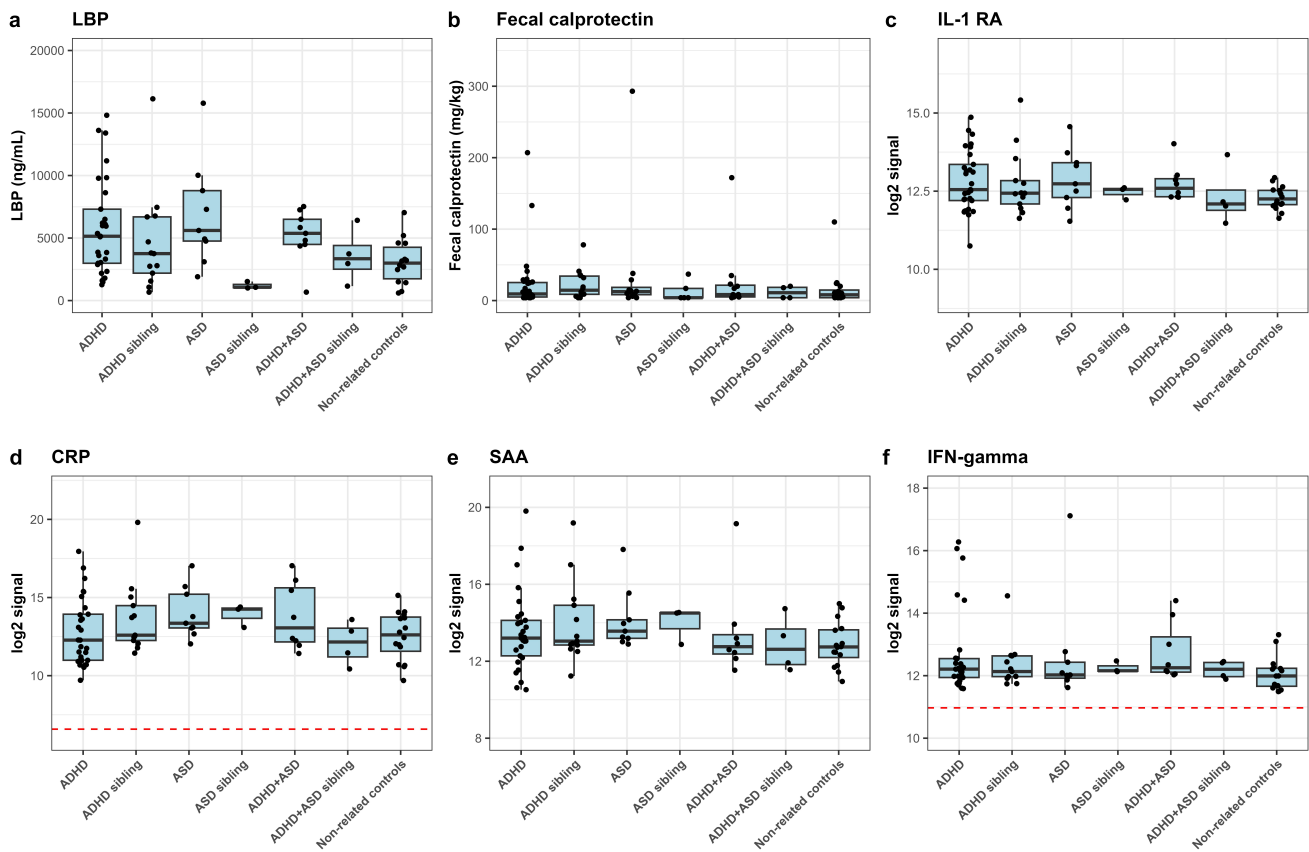 a LBP
LBP (ng/mL)
20000
15000
10000
5000
0
ADHD
ADHD sibling
ASD
ASD sibling
ADHD+ASD
ADHD+ASD sibling
Non-related controls
b Fecal calprotectin
Fecal calprotectin (mg/kg)
300
200
100
0
ADHD
ADHD sibling
ASD
ASD sibling
ADHD+ASD
ADHD+ASD sibling
Non-related controls
c IL-1 RA
log2 signal
15.0
12.5
10.0
ADHD
ADHD sibling
ASD
ASD sibling
ADHD+ASD
ADHD+ASD sibling
Non-related controls
d CRP
log2 signal
20
15
10
ADHD
ADHD sibling
ASD
ASD sibling
ADHD+ASD
ADHD+ASD sibling
Non-related controls
e SAA
log2 signal
20
16
12
8
ADHD
ADHD sibling
ASD
ASD sibling
ADHD+ASD
ADHD+ASD sibling
Non-related controls
f IFN-gamma
log2 signal
18
16
14
12
10
ADHD
ADHD sibling
ASD
ASD sibling
ADHD+ASD
ADHD+ASD sibling
Non-related controls